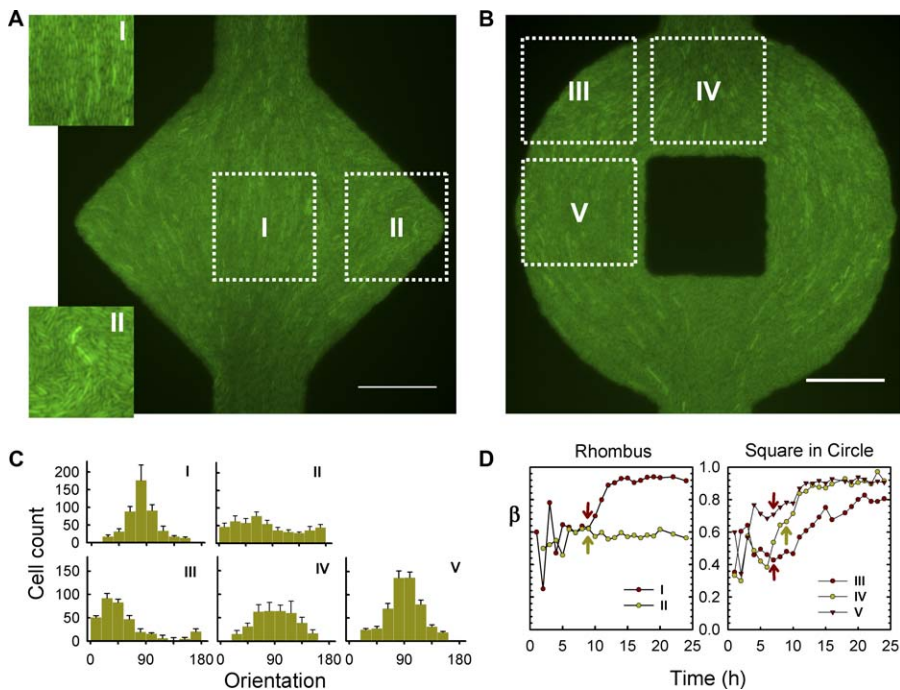 A
I
I
II
II
B
III
IV
V
C
Cell count
200
150
100
50
0
I
II
150
100
50
0
III
IV
V
0 90 180
0 90 180
0 90 180
Orientation
D
Rhombus
Square in Circle
β
1.0
0.8
0.6
0.4
0.2
0.0
I
II
III
IV
V
0 5 10 15 20 25
0 5 10 15 20 25
Time (h)